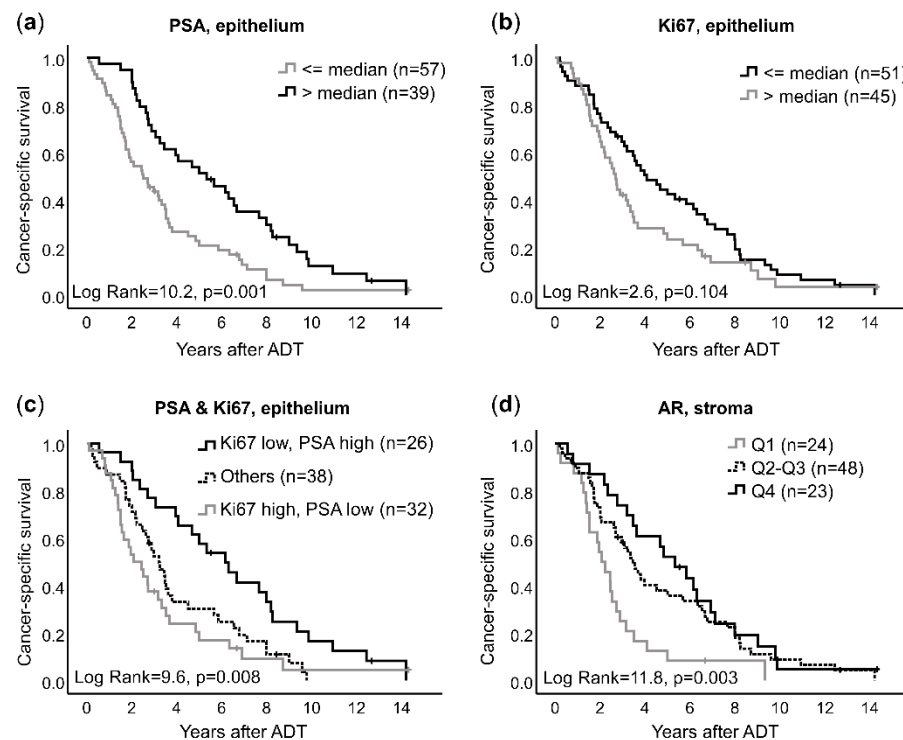 (a) PSA, epithelium
1.0
0.8
0.6
0.4
0.2
0.0
Cancer-specific survival
<= median (n=57)
> median (n=39)
Log Rank=10.2, p=0.001
0 2 4 6 8 10 12 14
Years after ADT
(b) Ki67, epithelium
1.0
0.8
0.6
0.4
0.2
0.0
Cancer-specific survival
<= median (n=51)
> median (n=45)
Log Rank=2.6, p=0.104
0 2 4 6 8 10 12 14
Years after ADT
(c) PSA & Ki67, epithelium
1.0
0.8
0.6
0.4
0.2
0.0
Cancer-specific survival
Ki67 low, PSA high (n=26)
Others (n=38)
Ki67 high, PSA low (n=32)
Log Rank=9.6, p=0.008
0 2 4 6 8 10 12 14
Years after ADT
(d) AR, stroma
1.0
0.8
0.6
0.4
0.2
0.0
Cancer-specific survival
Q1 (n=24)
Q2-Q3 (n=48)
Q4 (n=23)
Log Rank=11.8, p=0.003
0 2 4 6 8 10 12 14
Years after ADT